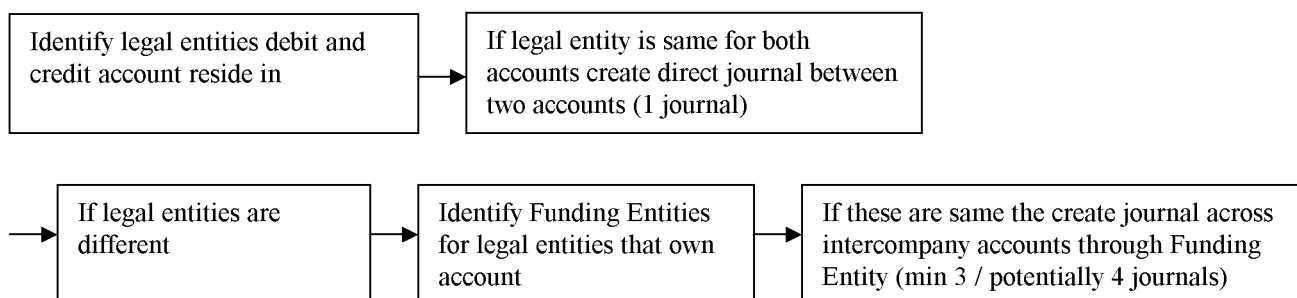 Identify legal entities debit and
credit account reside in
If legal entity is same for both
accounts create direct journal between
two accounts (1 journal)
If legal entities are
different
Identify Funding Entities
for legal entities that own
account
If these are same the create journal across
intercompany accounts through Funding
Entity (min 3 / potentially 4 journals)